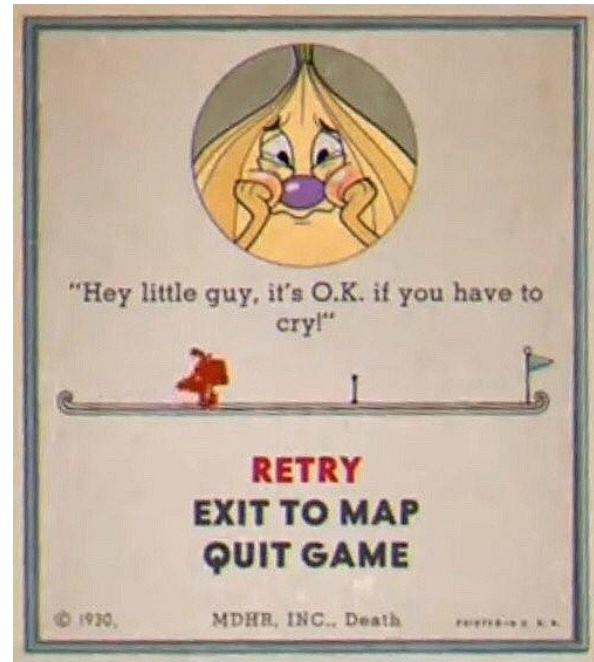 "Hey little guy, it's O.K. if you have to
cry!"
RETRY
EXIT TO MAP
QUIT GAME
© 1930, MDHR, INC., Death